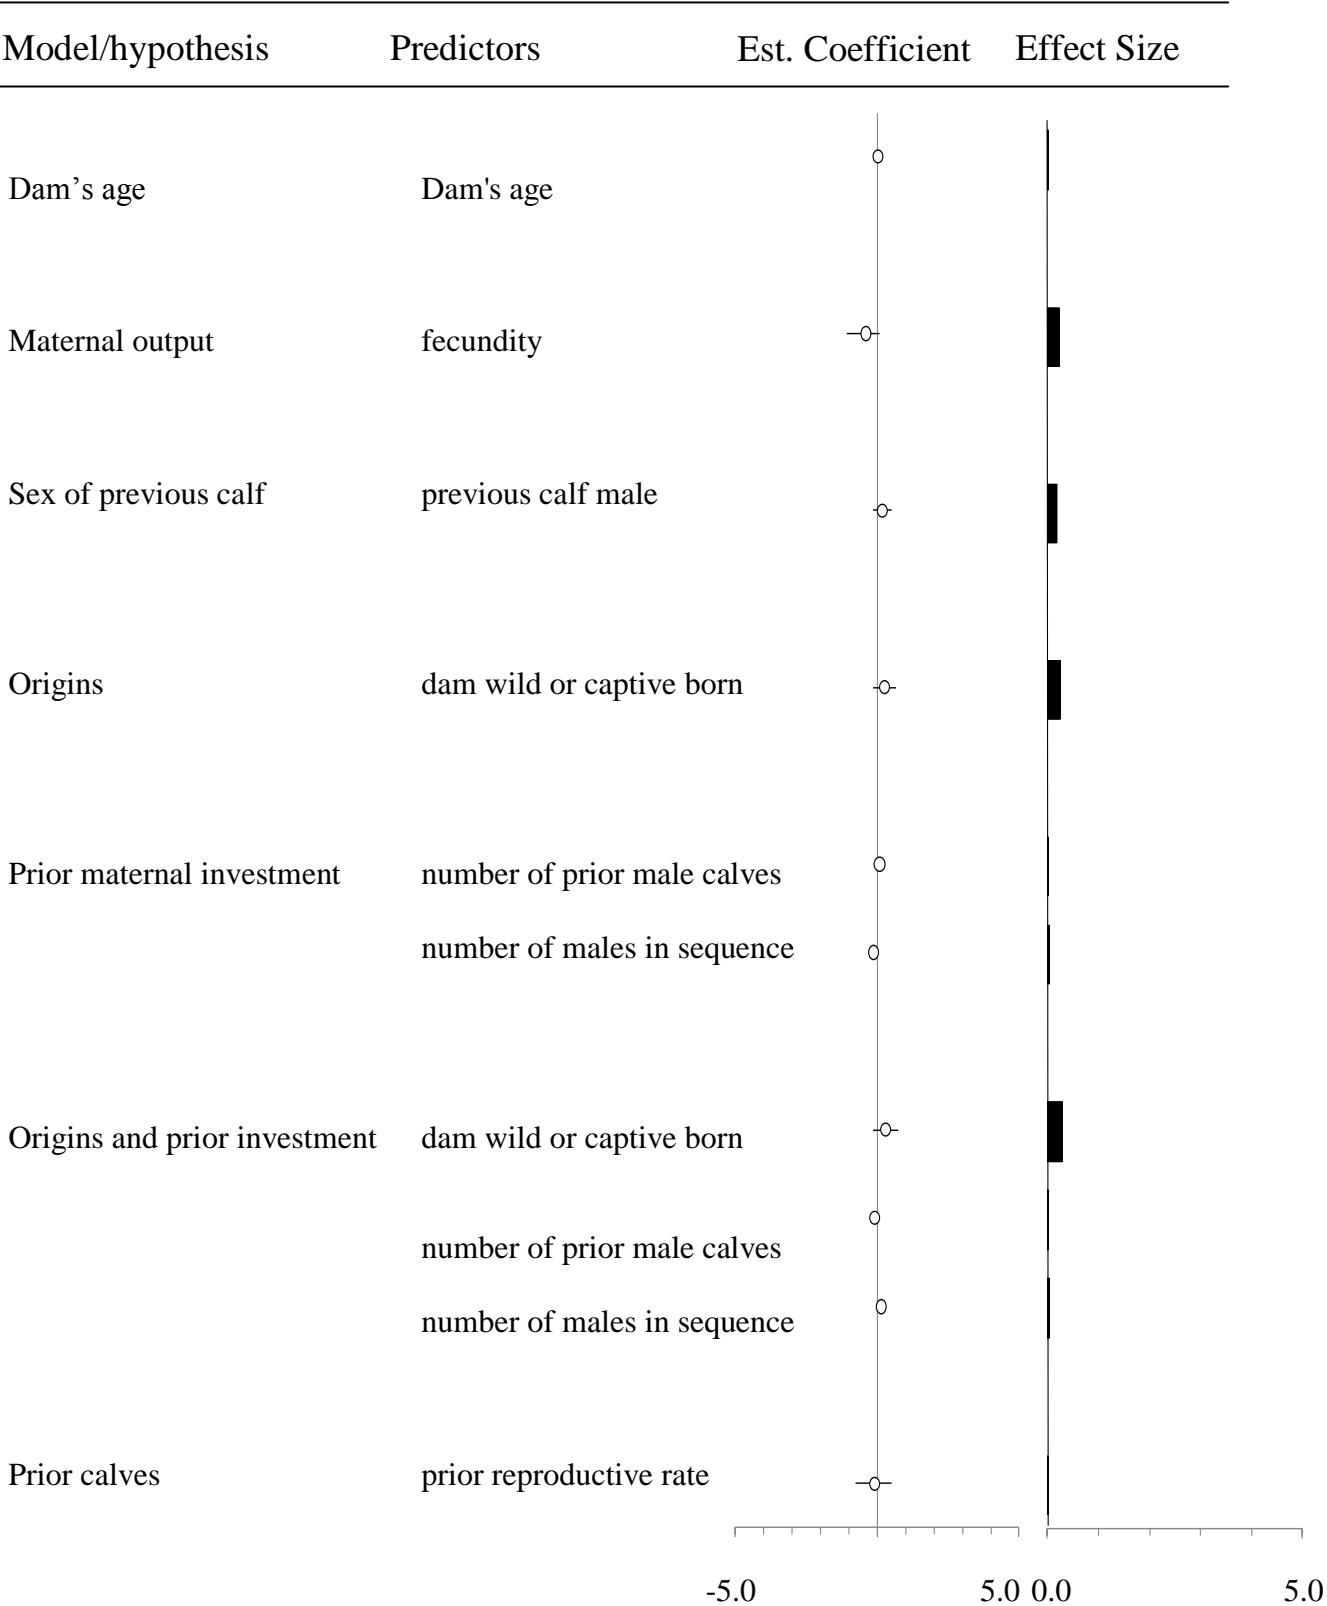 Model/hypothesis Predictors Est. Coefficient Effect Size
Dam’s age Dam's age
Maternal output fecundity
Sex of previous calf previous calf male
Origins dam wild or captive born
Prior maternal investment number of prior male calves
number of males in sequence
Origins and prior investment dam wild or captive born
number of prior male calves
number of males in sequence
Prior calves prior reproductive rate
-5.0 5.0 0.0 5.0